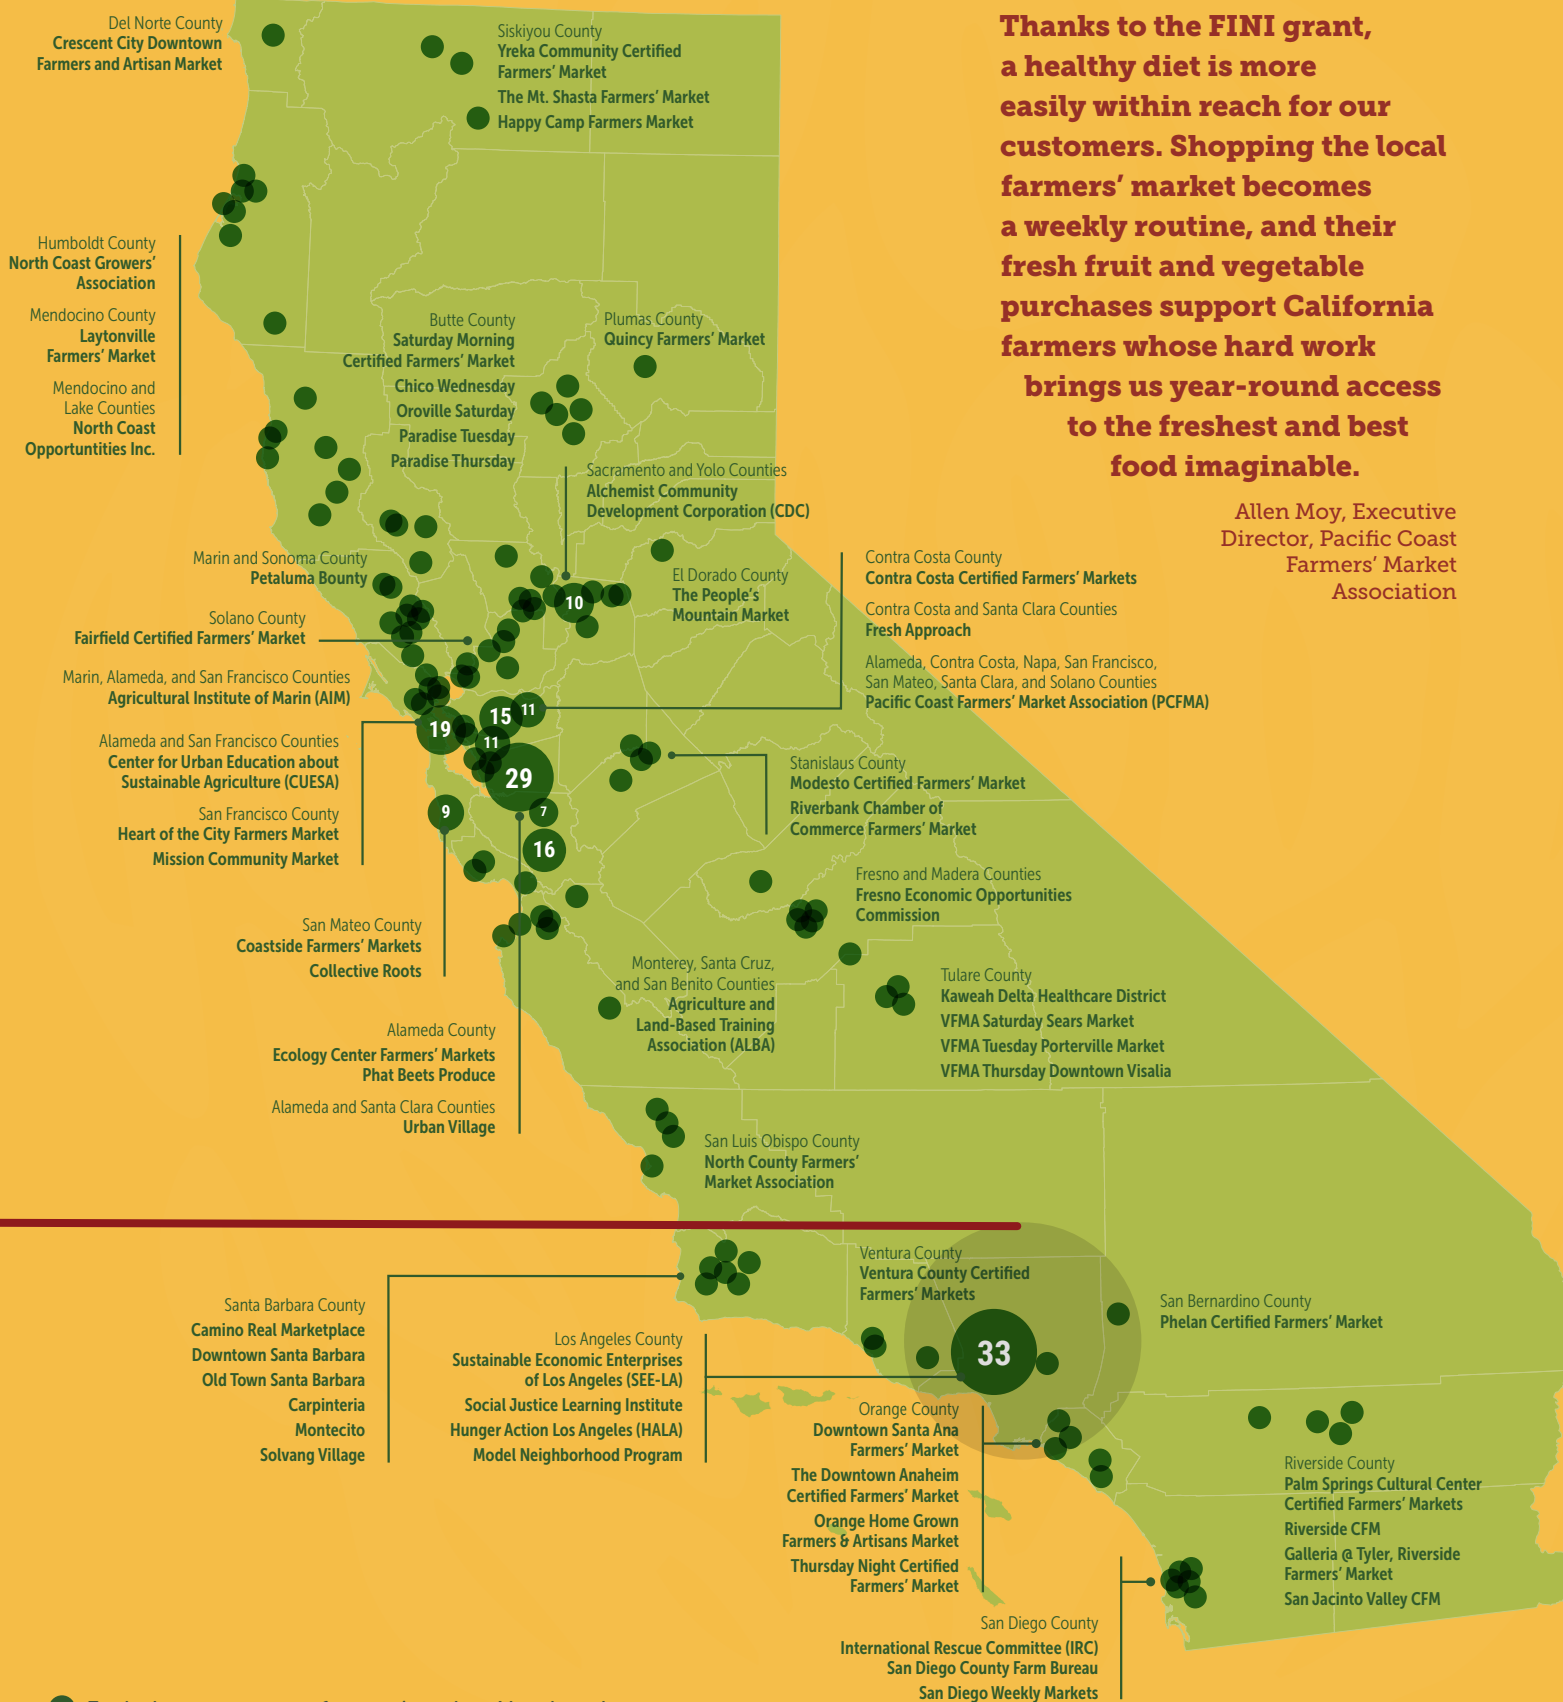 Del Norte County
Crescent City Downtown
Farmers and Artisan Market
Siskiyou County
Yreka Community Certified
Farmers' Market
The Mt. Shasta Farmers' Market
Happy Camp Farmers Market
Thanks to the FINI grant,
a healthy diet is more
easily within reach for our
customers. Shopping the local
farmers' market becomes
a weekly routine, and their
fresh fruit and vegetable
purchases support California
farmers whose hard work
brings us year-round access
to the freshest and best
food imaginable.
Allen Moy, Executive
Director, Pacific Coast
Farmers' Market
Association
Humboldt County
North Coast Growers'
Association
Mendocino County
Laytonville
Farmers' Market
Mendocino and
Lake Counties
North Coast
Opportuntities Inc.
Butte County
Saturday Morning
Certified Farmers' Market
Chico Wednesday
Oroville Saturday
Paradise Tuesday
Paradise Thursday
Plumas County
Quincy Farmers' Market
Sacramento and Yolo Counties
Alchemist Community
Development Corporation (CDC)
Marin and Sonoma County
Petaluma Bounty
Solano County
Fairfield Certified Farmers' Market
Marin, Alameda, and San Francisco Counties
Agricultural Institute of Marin (AIM)
Alameda and San Francisco Counties
Center for Urban Education about
Sustainable Agriculture (CUESA)
San Francisco County
Heart of the City Farmers Market
Mission Community Market
El Dorado County
The People's
Mountain Market
Contra Costa County
Contra Costa Certified Farmers' Markets
Contra Costa and Santa Clara Counties
Fresh Approach
Alameda, Contra Costa, Napa, San Francisco,
San Mateo, Santa Clara, and Solano Counties
Pacific Coast Farmers' Market Association (PCFMA)
10
15
11
19
11
29
9
7
16
Stanislaus County
Modesto Certified Farmers' Market
Riverbank Chamber of
Commerce Farmers' Market
Fresno and Madera Counties
Fresno Economic Opportunities
Commission
San Mateo County
Coastside Farmers' Markets
Collective Roots
Monterey, Santa Cruz,
and San Benito Counties
Agriculture and
Land-Based Training
Association (ALBA)
Tulare County
Kaweah Delta Healthcare District
VFMA Saturday Sears Market
VFMA Tuesday Porterville Market
VFMA Thursday Downtown Visalia
Alameda County
Ecology Center Farmers' Markets
Phat Beets Produce
Alameda and Santa Clara Counties
Urban Village
San Luis Obispo County
North County Farmers'
Market Association
Ventura County
Ventura County Certified
Farmers' Markets
33
San Bernardino County
Phelan Certified Farmers' Market
Santa Barbara County
Camino Real Marketplace
Downtown Santa Barbara
Old Town Santa Barbara
Carpinteria
Montecito
Solvang Village
Los Angeles County
Sustainable Economic Enterprises
of Los Angeles (SEE-LA)
Social Justice Learning Institute
Hunger Action Los Angeles (HALA)
Model Neighborhood Program
Orange County
Downtown Santa Ana
Farmers' Market
The Downtown Anaheim
Certified Farmers' Market
Orange Home Grown
Farmers & Artisans Market
Thursday Night Certified
Farmers' Market
Riverside County
Palm Springs Cultural Center
Certified Farmers' Markets
Riverside CFM
Galleria @ Tyler, Riverside
Farmers' Market
San Jacinto Valley CFM
San Diego County
International Rescue Committee (IRC)
San Diego County Farm Bureau
San Diego Weekly Markets